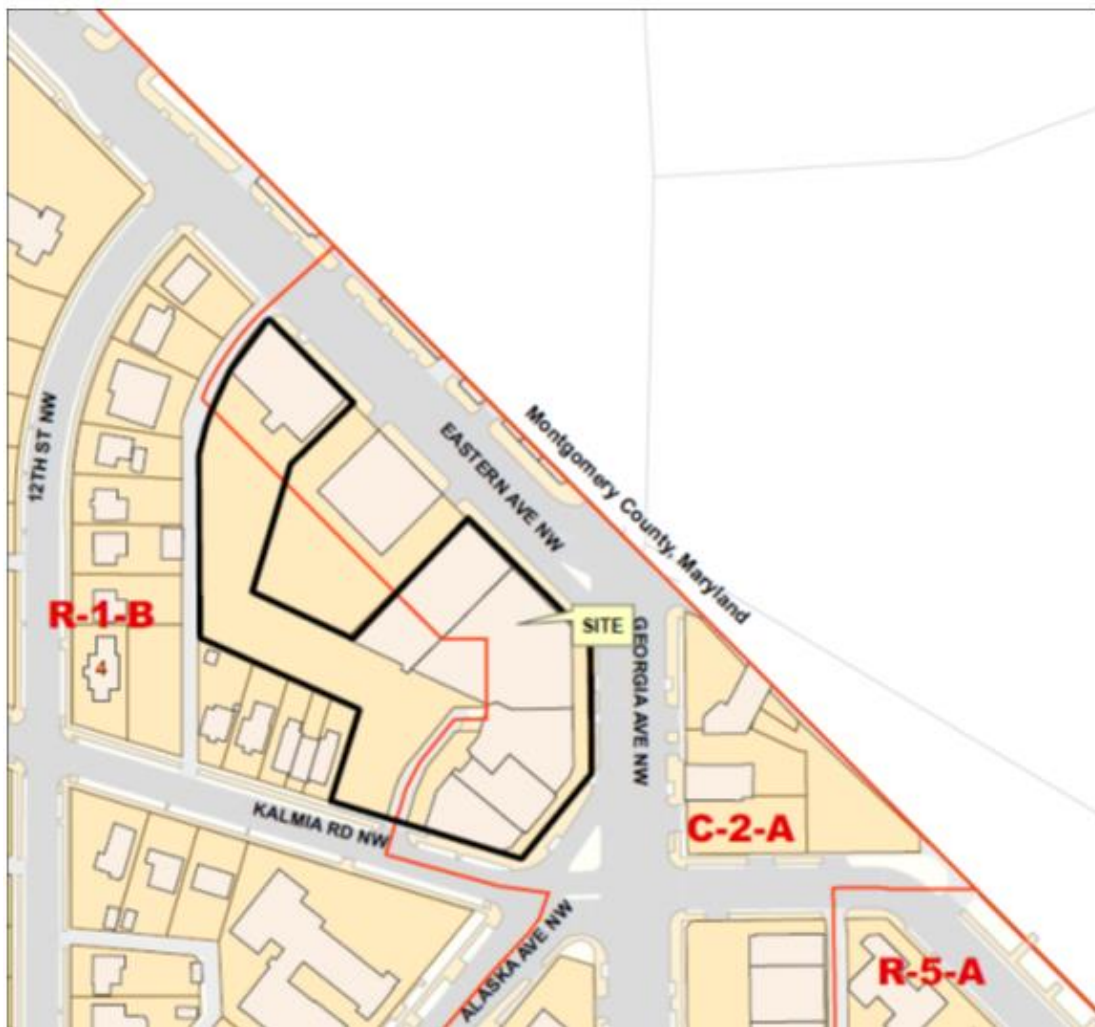 Montgomery County, Maryland
EASTERN AVE NW
12TH ST NW
SITE
R-1-B
4
GEORGIA AVE NW
KALMIA RD NW
C-2-A
ALASKA AVE NW
R-5-A